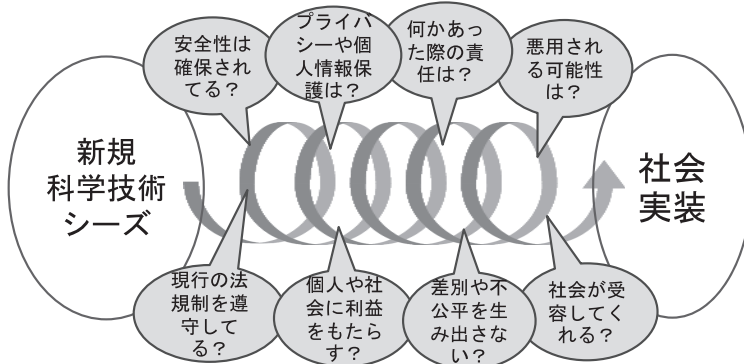 安全性は
確保され
てる？
プライバ
シーや個
人情報保
護は？
何かあっ
た際の責
任は？
悪用され
る可能性
は？
新規
科学技術
シーズ
社会
実装
現行の法
規制を遵
守して
る？
個人や社
会に利益
をもたら
す？
差別や不
公平を生
み出さな
い？
社会が受
容してく
れる？